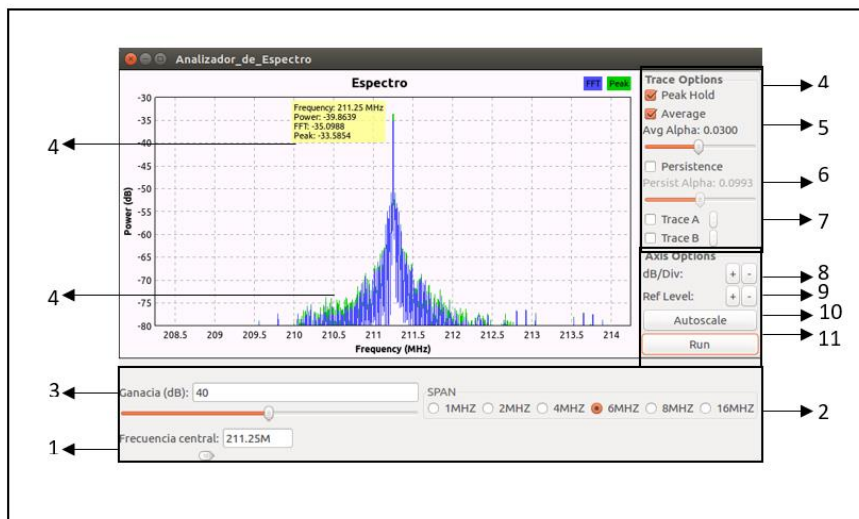 Analizador_de_Espectro
Espectro
FFT Peak
Trace Options
4
Peak Hold
Average
5
Avg Alpha: 0.0300
Persistence
6
Persist Alpha: 0.0993
Trace A
7
Trace B
Axis Options
dB/Div: + -
8
Ref Level: + -
9
Autoscale
10
Run
11
Frequency: 211.25 MHz
Power: -39.8639
FFT: -35.0988
Peak: -33.5854
4
4
Power (dB)
-30
-35
-40
-45
-50
-55
-60
-65
-70
-75
-80
208.5 209 209.5 210 210.5 211 211.5 212 212.5 213 213.5 214
Frequency (MHz)
3
Ganacia (dB): 40
SPAN
1MHZ 2MHZ 4MHZ 6MHZ 8MHZ 16MHZ
2
1
Frecuencia central: 211.25M